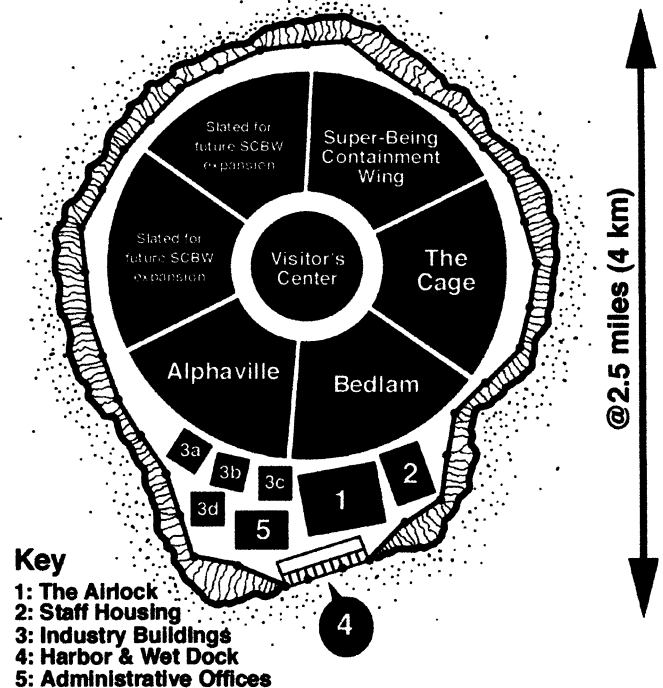 Slated for
future SCBW
expansion
Super-Being
Containment
Wing
Slated for
future SCBW
expansion
Visitor's
Center
The
Cage
Alphaville
Bedlam
@2.5 miles (4 km)
3a
3b
3c
3d
1
2
5
4
Key
1: The Airlock
2: Staff Housing
3: Industry Buildings
4: Harbor & Wet Dock
5: Administrative Offices